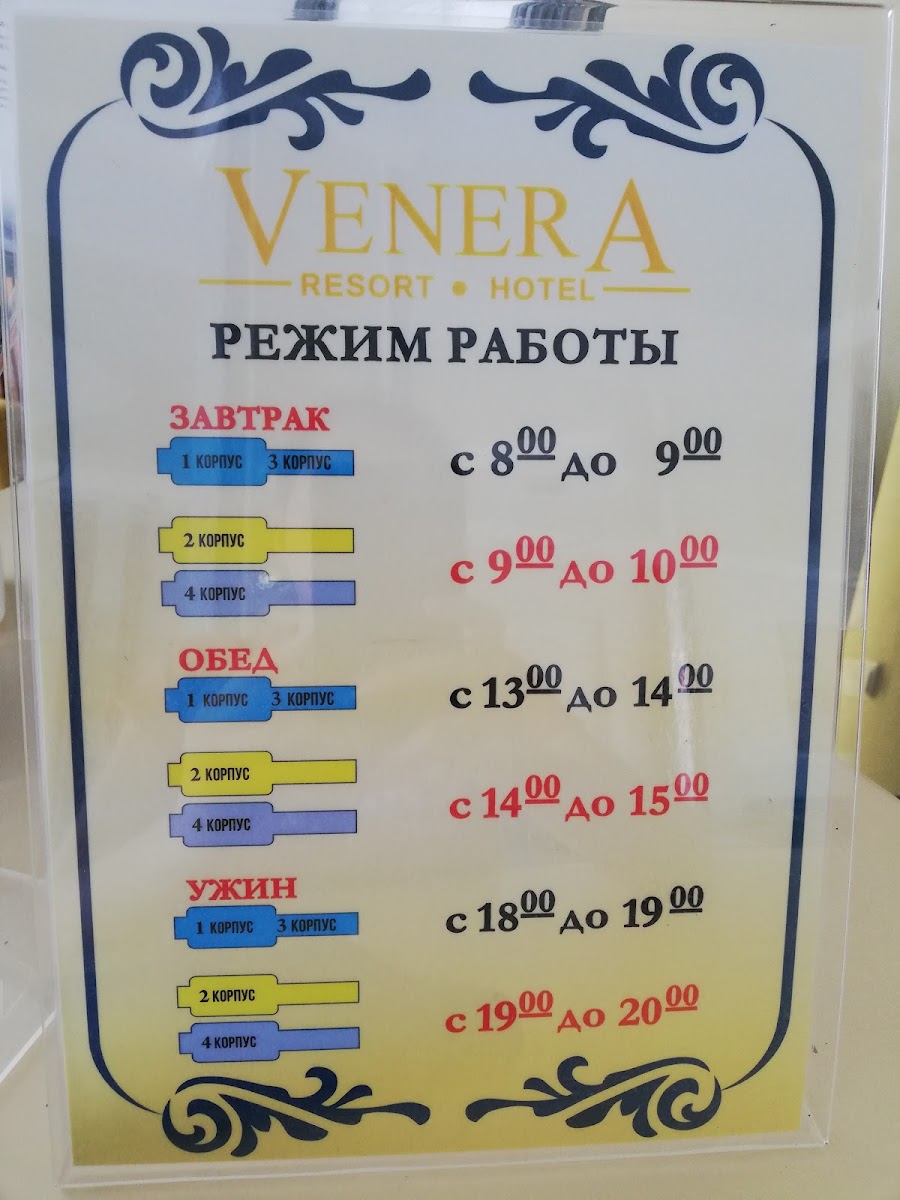 VENERA
RESORT • HOTEL
РЕЖИМ РАБОТЫ
ЗАВТРАК
1 КОРПУС 3 КОРПУС с 8⁰⁰ до 9⁰⁰
2 КОРПУС
4 КОРПУС
с 9⁰⁰ до 10⁰⁰
ОБЕД
1 КОРПУС 3 КОРПУС с 13⁰⁰ до 14⁰⁰
2 КОРПУС
4 КОРПУС
с 14⁰⁰ до 15⁰⁰
УЖИН
1 КОРПУС 3 КОРПУС с 18⁰⁰ до 19⁰⁰
2 КОРПУС
4 КОРПУС
с 19⁰⁰ до 20⁰⁰